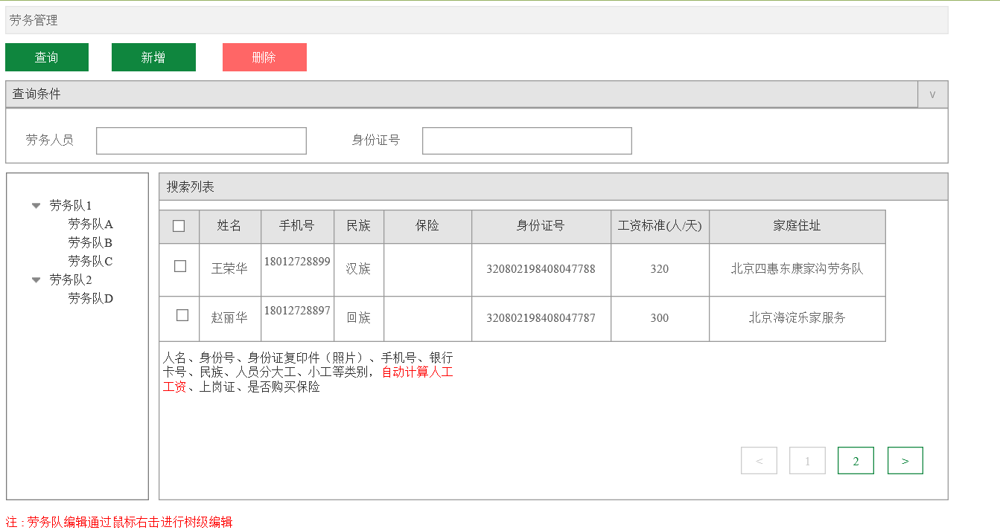 劳务管理
查询 新增 删除
查询条件 v
劳务人员 身份证号
劳务队1
劳务队A
劳务队B
劳务队C
劳务队2
劳务队D
搜索列表
姓名 手机号 民族 保险 身份证号 工资标准(人/天) 家庭住址
王荣华 18012728899 汉族 320802198408047788 320 北京四惠东康家沟劳务队
赵丽华 18012728897 回族 320802198408047787 300 北京海淀乐家服务
人名、身份号、身份证复印件（照片）、手机号、银行
卡号、民族、人员分大工、小工等类别，自动计算人工
工资、上岗证、是否购买保险
< 1 2 >
注 : 劳务队编辑通过鼠标右击进行树级编辑